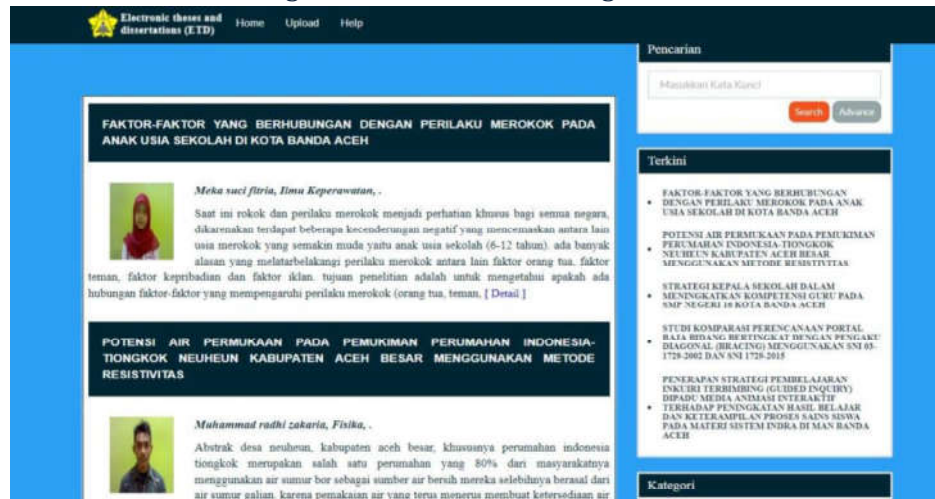 Electronic theses and
dissertations (ETD)
Home Upload Help
FAKTOR-FAKTOR YANG BERHUBUNGAN DENGAN PERILAKU MEROKOK PADA
ANAK USIA SEKOLAH DI KOTA BANDA ACEH
Meka suci fitria, Ilmu Keperawatan, .
Saat ini rokok dan perilaku merokok menjadi perhatian khusus bagi semua negara,
dikarenakan terdapat beberapa kecenderungan negatif yang mencemaskan antara lain
usia merokok yang semakin muda yaitu anak usia sekolah (6-12 tahun). ada banyak
alasan yang melatarbelakangi perilaku merokok antara lain faktor orang tua, faktor
teman, faktor kepribadian dan faktor iklan. tujuan penelitian adalah untuk mengetahui apakah ada
hubungan faktor-faktor yang mempengaruhi perilaku merokok (orang tua, teman, [ Detail ]
POTENSI AIR PERMUKAAN PADA PEMUKIMAN PERUMAHAN INDONESIA-
TIONGKOK NEUHEUN KABUPATEN ACEH BESAR MENGGUNAKAN METODE
RESISTIVITAS
Muhammad radhi zakaria, Fisika, .
Abstrak desa neuheun, kabupaten aceh besar, khususnya perumahan indonesia
tiongkok merupakan salah satu perumahan yang 80% dari masyarakatnya
menggunakan air sumur bor sebagai sumber air bersih mereka selebihnya berasal dari
air sumur galian. karena pemakaian air yang terus menerus membuat ketersediaan air
Pencarian
Masukkan Kata Kunci
Search Advance
Terkini
FAKTOR-FAKTOR YANG BERHUBUNGAN
DENGAN PERILAKU MEROKOK PADA ANAK
USIA SEKOLAH DI KOTA BANDA ACEH
POTENSI AIR PERMUKAAN PADA PEMUKIMAN
PERUMAHAN INDONESIA-TIONGKOK
NEUHEUN KABUPATEN ACEH BESAR
MENGGUNAKAN METODE RESISTIVITAS
STRATEGI KEPALA SEKOLAH DALAM
MENINGKATKAN KOMPETENSI GURU PADA
SMP NEGERI 16 KOTA BANDA ACEH
STUDI KOMPARASI PERENCANAAN PORTAL
BAJA BIDANG BERTINGKAT DENGAN PENGAKU
DIAGONAL (BRACING) MENGGUNAKAN SNI 03-
1729-2002 DAN SNI 1729-2015
PENERAPAN STRATEGI PEMBELAJARAN
INKUIRI TERBIMBING (GUIDED INQUIRY)
DIPADU MEDIA ANIMASI INTERAKTIF
TERHADAP PENINGKATAN HASIL BELAJAR
DAN KETERAMPILAN PROSES SAINS SISWA
PADA MATERI SISTEM INDRA DI MAN BANDA
ACEH
Kategori